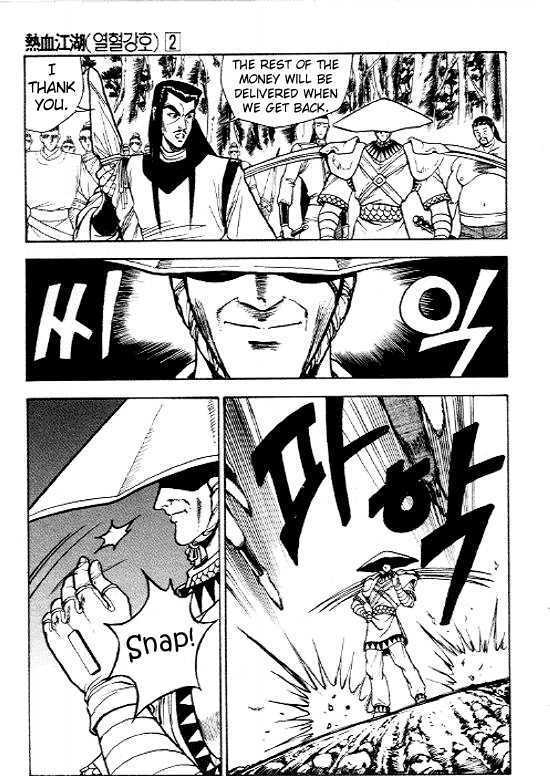 熱血江湖(열혈강호) 2
I
THANK
YOU.
THE REST OF THE
MONEY WILL BE
DELIVERED WHEN
WE GET BACK.
씨익
Snap!
파학